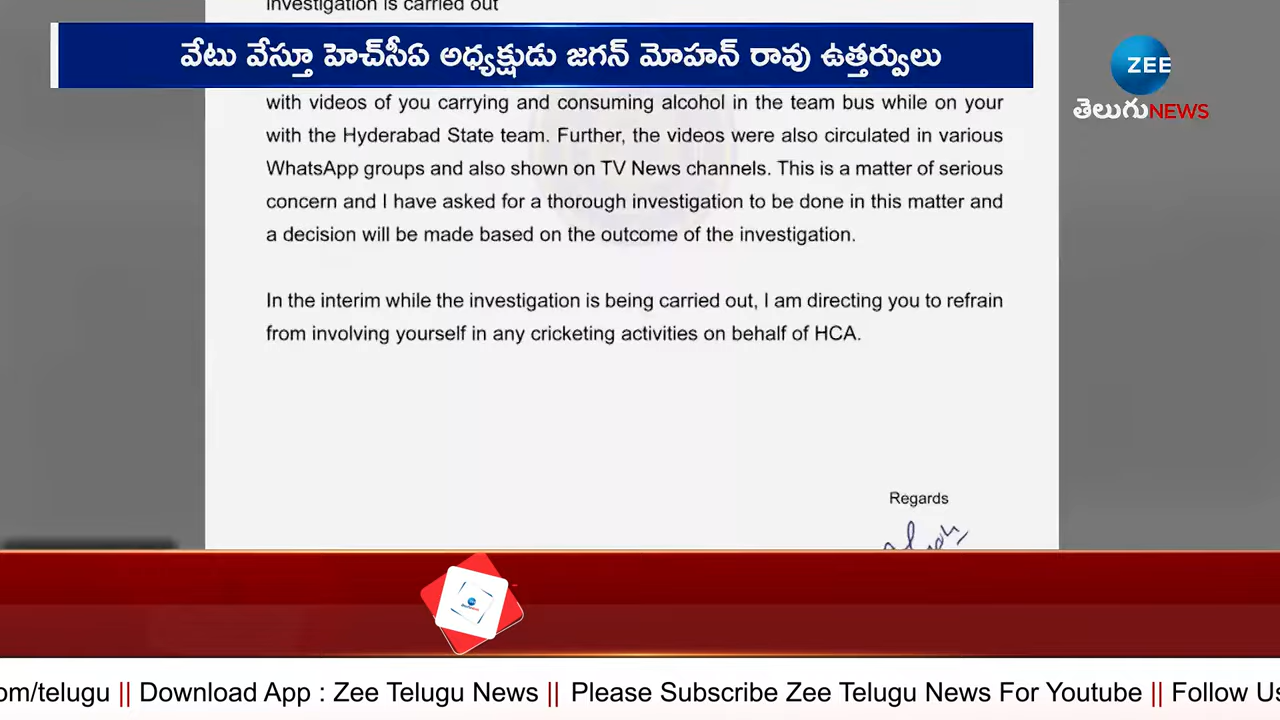 investigation is carried out
వేటు వేస్తూ హెచ్‌సీఏ అధ్యక్షుడు జగన్ మోహన్ రావు ఉత్తర్వులు
ZEE
తెలుగు NEWS
with videos of you carrying and consuming alcohol in the team bus while on your
with the Hyderabad State team. Further, the videos were also circulated in various
WhatsApp groups and also shown on TV News channels. This is a matter of serious
concern and I have asked for a thorough investigation to be done in this matter and
a decision will be made based on the outcome of the investigation.
In the interim while the investigation is being carried out, I am directing you to refrain
from involving yourself in any cricketing activities on behalf of HCA.
Regards
om/telugu || Download App : Zee Telugu News || Please Subscribe Zee Telugu News For Youtube || Follow Us